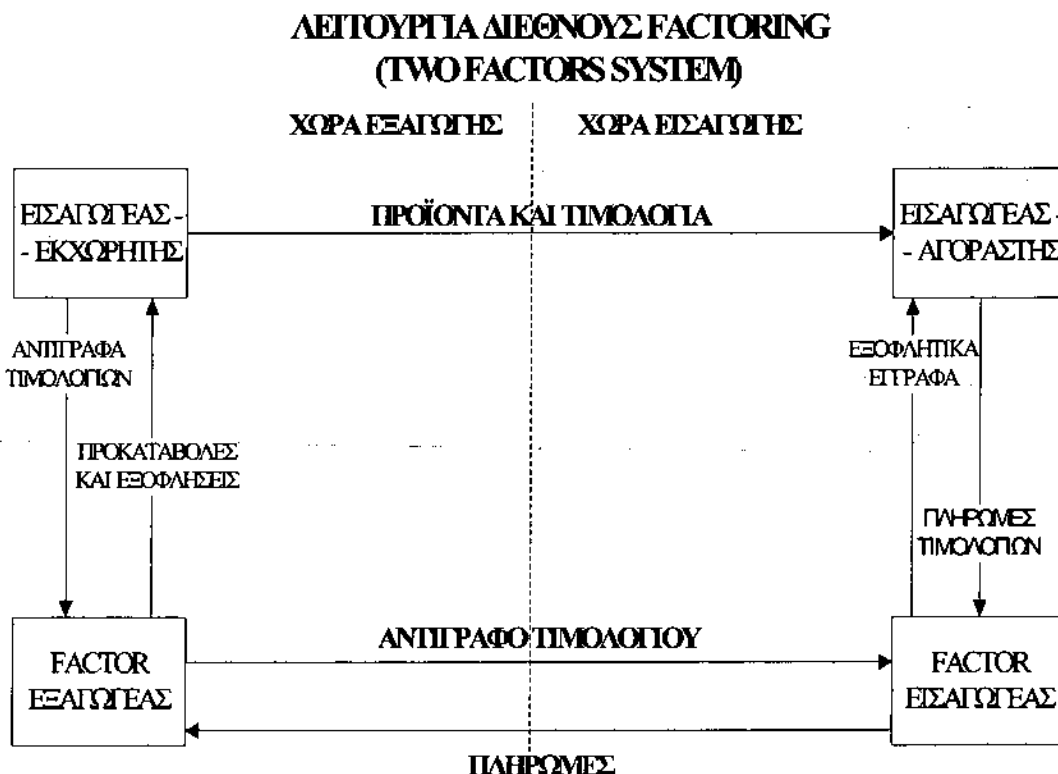 ΛΕΙΤΟΥΡΓΙΑ ΔΙΕΘΝΟΥΣ FACTORING
(TWO FACTORS SYSTEM)
ΧΩΡΑ ΕΞΑΓΩΓΗΣ
ΧΩΡΑ ΕΙΣΑΓΩΓΗΣ
ΕΙΣΑΓΩΓΕΑΣ -
- ΕΚΧΩΡΗΤΗΣ
ΠΡΟΪΟΝΤΑ ΚΑΙ ΤΙΜΟΛΟΓΙΑ
ΕΙΣΑΓΩΓΕΑΣ -
- ΑΓΟΡΑΣΤΗΣ
ΑΝΤΙΓΡΑΦΑ
ΤΙΜΟΛΟΓΙΩΝ
ΕΞΟΦΛΗΤΙΚΑ
ΕΓΓΡΑΦΑ
ΠΡΟΚΑΤΑΒΟΛΕΣ
ΚΑΙ ΕΞΟΦΛΗΣΕΙΣ
ΠΛΗΡΩΜΕΣ
ΤΙΜΟΛΟΓΙΩΝ
FACTOR
ΕΞΑΓΩΓΕΑΣ
ΑΝΤΙΓΡΑΦΟ ΤΙΜΟΛΟΓΙΟΥ
FACTOR
ΕΙΣΑΓΩΓΕΑΣ
ΠΛΗΡΩΜΕΣ